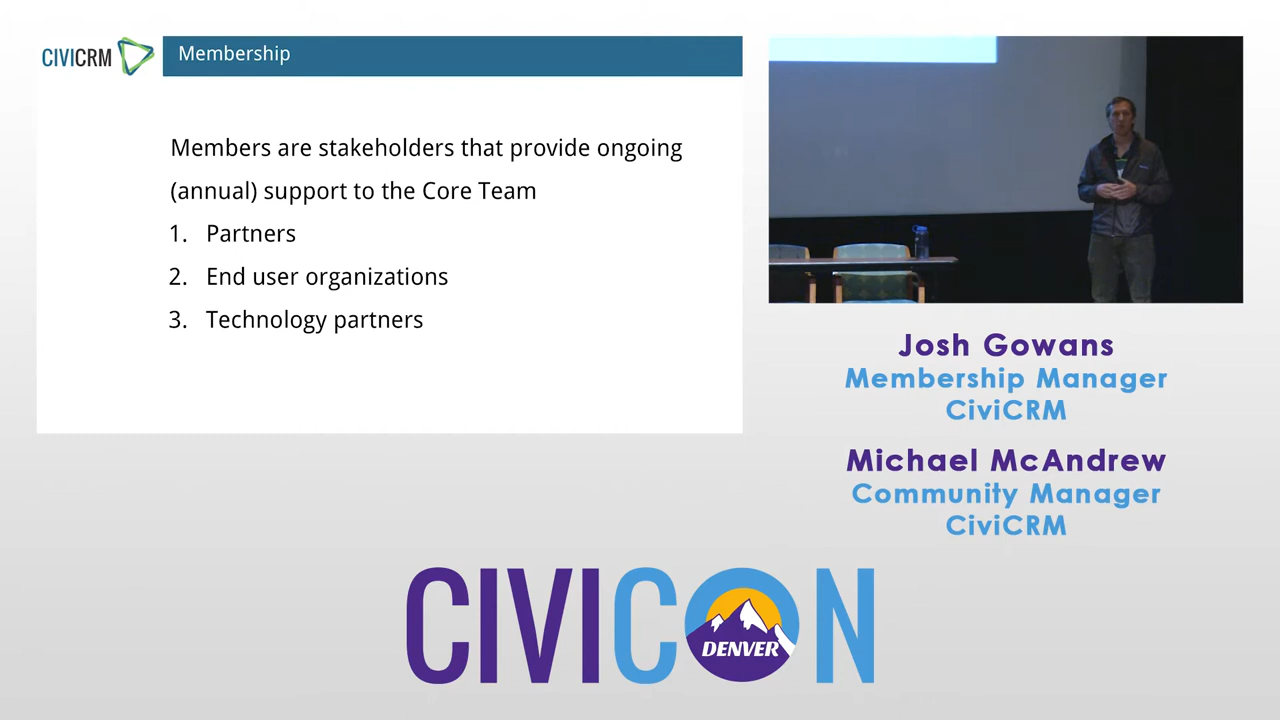 CIVICRM
Membership
Members are stakeholders that provide ongoing
(annual) support to the Core Team
1. Partners
2. End user organizations
3. Technology partners
Josh Gowans
Membership Manager
CiviCRM
Michael McAndrew
Community Manager
CiviCRM
CIVICON
DENVER